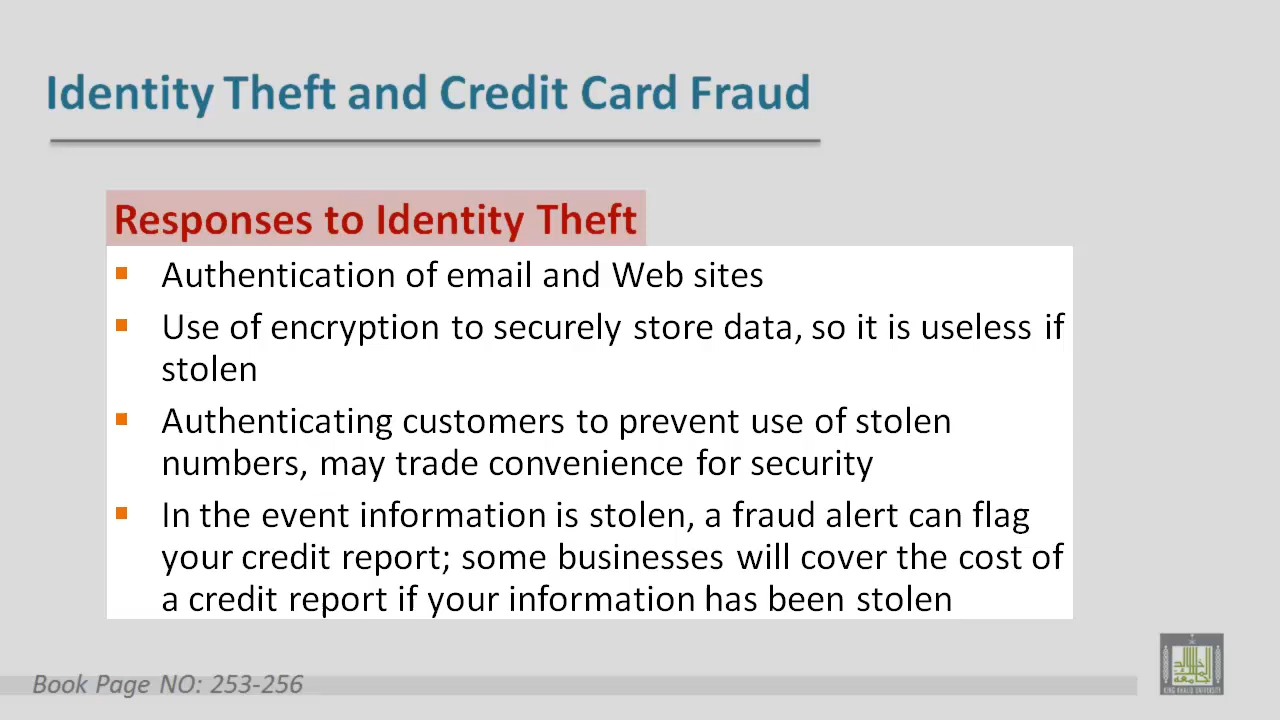 Identity Theft and Credit Card Fraud
Responses to Identity Theft
▪ Authentication of email and Web sites
▪ Use of encryption to securely store data, so it is useless if
stolen
▪ Authenticating customers to prevent use of stolen
numbers, may trade convenience for security
▪ In the event information is stolen, a fraud alert can flag
your credit report; some businesses will cover the cost of
a credit report if your information has been stolen
Book Page NO: 253-256
KING KHALID UNIVERSITY